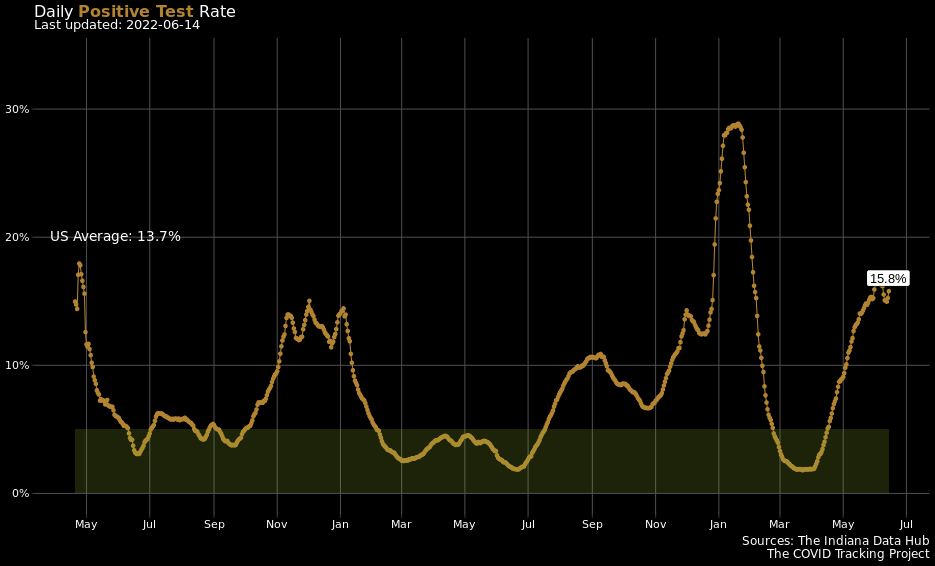 Daily Positive Test Rate
Last updated: 2022-06-14
30%
20%
US Average: 13.7%
15.8%
10%
0%
May Jul Sep Nov Jan Mar May Jul Sep Nov Jan Mar May Jul
Sources: The Indiana Data Hub
The COVID Tracking Project